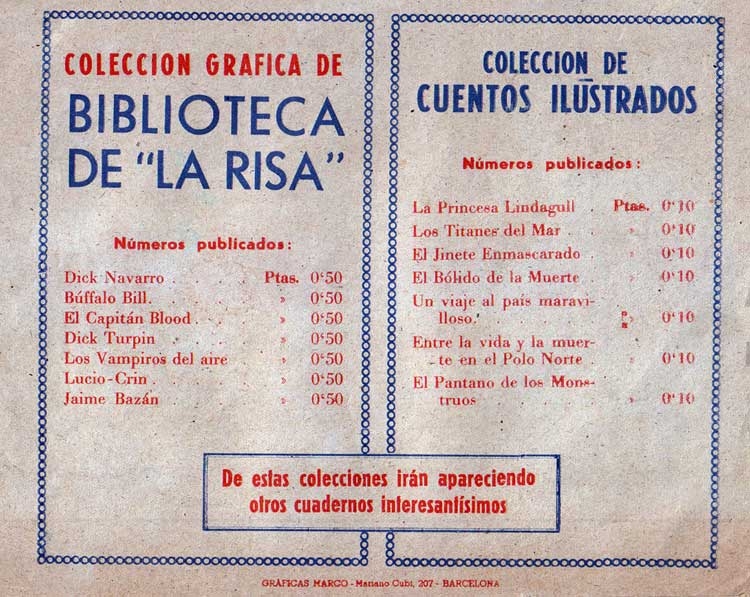 COLECCION GRAFICA DE
BIBLIOTECA
DE "LA RISA"
Números publicados:
Dick Navarro . . . . Ptas. 0'50
Búffalo Bill. . . . . » 0'50
El Capitán Blood . . . » 0'50
Dick Turpin . . . . » 0'50
Los Vampiros del aire . . » 0'50
Lucio-Crin . . . . . » 0'50
Jaime Bazán . . . . » 0'50
COLECCION DE
CUENTOS ILUSTRADOS
Números publicados:
La Princesa Lindagull . Ptas. 0'10
Los Titanes del Mar . . » 0'10
El Jinete Enmascarado . . » 0'10
El Bólido de la Muerte . » 0'10
Un viaje al país maravi-
lloso. . . . . » 0'10
Entre la vida y la muer-
te en el Polo Norte . . » 0'10
El Pantano de los Mons-
truos . . . . . » 0'10
De estas colecciones irán apareciendo
otros cuadernos interesantísimos
GRÁFICAS MARCO - Mariano Cubí, 207 - BARCELONA